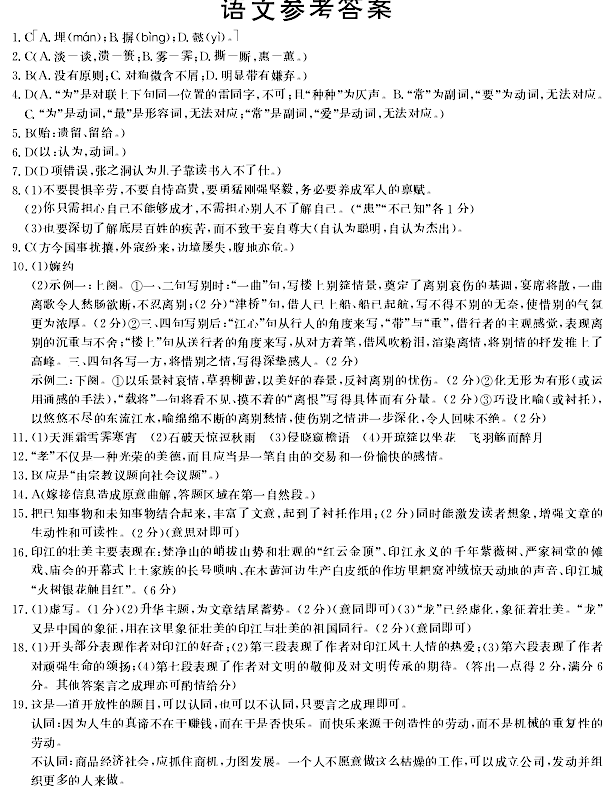 语文参考答案
1. C[A. 埋(mán);B. 摒(bìng);D. 懿(yì)。]
2. C(A. 淡一谈,溃一篑;B. 雾一霁;D. 撕一厮,惠一蕙。)
3. B(A. 没有原则;C. 对狗微含不屑;D. 明显带有嫌弃。)
4. D(A. “为”是对联上下句同一位置的雷同字,不可;且“种种”为仄声。B. “常”为副词,“要”为动词,无法对应。
C. “为”是动词,“最”是形容词,无法对应;“常”是副词,“爱”是动词,无法对应。)
5. B(贻:遗留、留给。)
6. D(以:认为,动词。)
7. D(D项错误,张之洞认为儿子靠读书入不了仕。)
8. (1)不要畏惧辛劳,不要自恃高贵,要勇猛刚强坚毅,务必要养成军人的禀赋。
(2)你只需担心自己不能够成才,不需担心别人不了解自己。(“患”“不已知”各1分)
(3)也要深切了解底层百姓的疾苦,而不致于妄自尊大(自认为聪明,自认为杰出)。
9. C(方今国事扰攘,外寇纷来,边境屡失,腹地亦危。)
10. (1)婉约
(2)示例一:上阕。①一、二句写别时:“一曲”句,写楼上别筵情景,奠定了离别哀伤的基调,宴席将散,一曲
离歌令人愁肠欲断,不忍离别;(2分)“津桥”句,借人已上船、船已起航,写不得不别的无奈,使惜别的气氛
更为浓厚。(2分)②三、四句写别后:“江心”句从行人的角度来写,“带”与“重”,借行者的主观感觉,表现离
别的沉重与不舍;“楼上”句从送行者的角度来写,从对方着笔,借风吹粉泪,渲染离情,将别情的抒发推上了
高峰。三、四句各写一方,将惜别之情,写得深挚感人。(2分)
示例二:下阕。①以乐景衬哀情,草碧柳黄,以美好的春景,反衬离别的忧伤。(2分)②化无形为有形(或运
用通感的手法),“载将”一句将看不见、摸不着的“离恨”写得具体而有分量。(2分)③巧设比喻(或衬托),
以悠悠不尽的东流江水,喻绵绵不断的离别愁情,使伤别之情进一步深化,令人回味不绝。(2分)
11. (1)天涯霜雪霁寒宵 (2)石破天惊逗秋雨 (3)侵晓窥檐语 (4)开琼筵以坐花 飞羽觞而醉月
12. “孝”不仅是一种光荣的美德,而且应当是一笔自由的交易和一份愉快的感情。
13. B(应是“由宗教议题向社会议题”。)
14. A(嫁接信息造成原意曲解,答题区域在第一自然段。)
15. 把已知事物和未知事物结合起来,丰富了文意,起到了衬托作用;(2分)同时能激发读者想象,增强文章的
生动性和可读性。(2分)(意思对即可)
16. 印江的壮美主要表现在:梵净山的峭拔山势和壮观的“红云金顶”、印江永义的千年紫薇树、严家祠堂的傩
戏、庙会的开幕式上土家族的长号唢呐、在木黄河边生产白皮纸的作坊里耙窝冲绒惊天动地的声音、印江城
“火树银花触目红”。(6分)
17. (1)虚写。(1分)(2)升华主题,为文章结尾蓄势。(2分)(意同即可)(3)“龙”已经虚化,象征着壮美。“龙”
又是中国的象征,用在这里象征壮美的印江与壮美的祖国同行。(2分)(意同即可)
18. (1)开头部分表现作者对印江的好奇;(2)第三段表现了作者对印江风土人情的热爱;(3)第六段表现了作者
对顽强生命的颂扬;(4)第七段表现了作者对文明的敬仰及对文明传承的期待。(答出一点得2分,满分6
分。其他答案言之成理亦可酌情给分)
19. 这是一道开放性的题目,可以认同,也可以不认同,只要言之成理即可。
认同:因为人生的真谛不在于赚钱,而在于是否快乐。而快乐来源于创造性的劳动,而不是机械的重复性的
劳动。
不认同:商品经济社会,应抓住商机,力图发展。一个人不愿意做这么枯燥的工作,可以成立公司,发动并组
织更多的人来做。